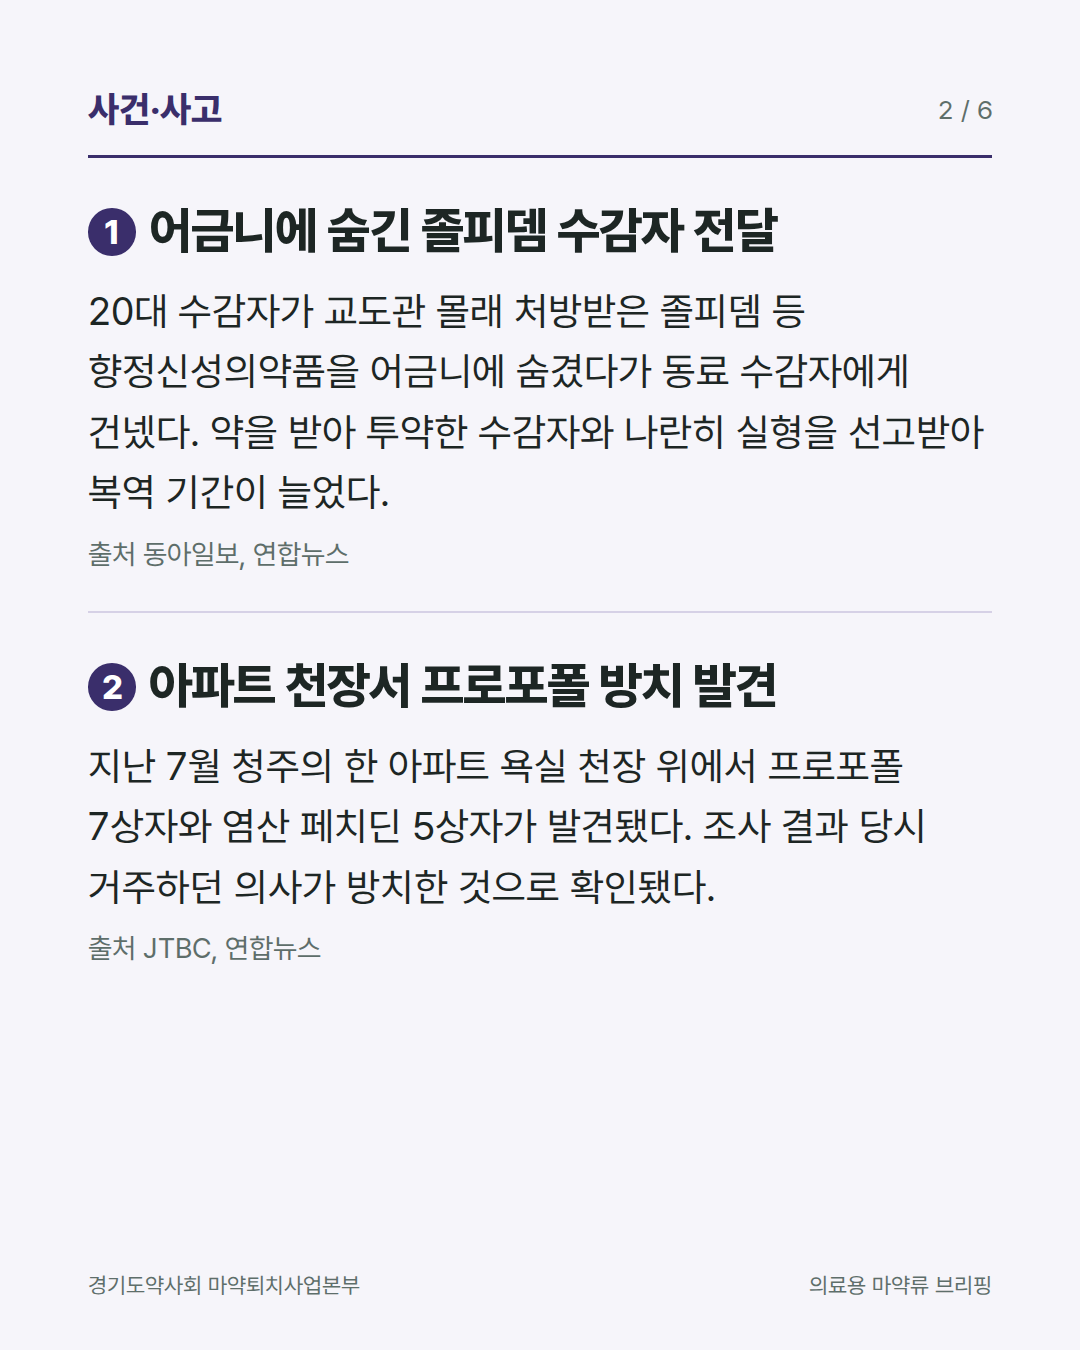 사건·사고
2 / 6
1 어금니에 숨긴 졸피뎀 수감자 전달
20대 수감자가 교도관 몰래 처방받은 졸피뎀 등
향정신성의약품을 어금니에 숨겼다가 동료 수감자에게
건넸다. 약을 받아 투약한 수감자와 나란히 실형을 선고받아
복역 기간이 늘었다.
출처 동아일보, 연합뉴스
2 아파트 천장서 프로포폴 방치 발견
지난 7월 청주의 한 아파트 욕실 천장 위에서 프로포폴
7상자와 염산 페치딘 5상자가 발견됐다. 조사 결과 당시
거주하던 의사가 방치한 것으로 확인됐다.
출처 JTBC, 연합뉴스
경기도약사회 마약퇴치사업본부
의료용 마약류 브리핑